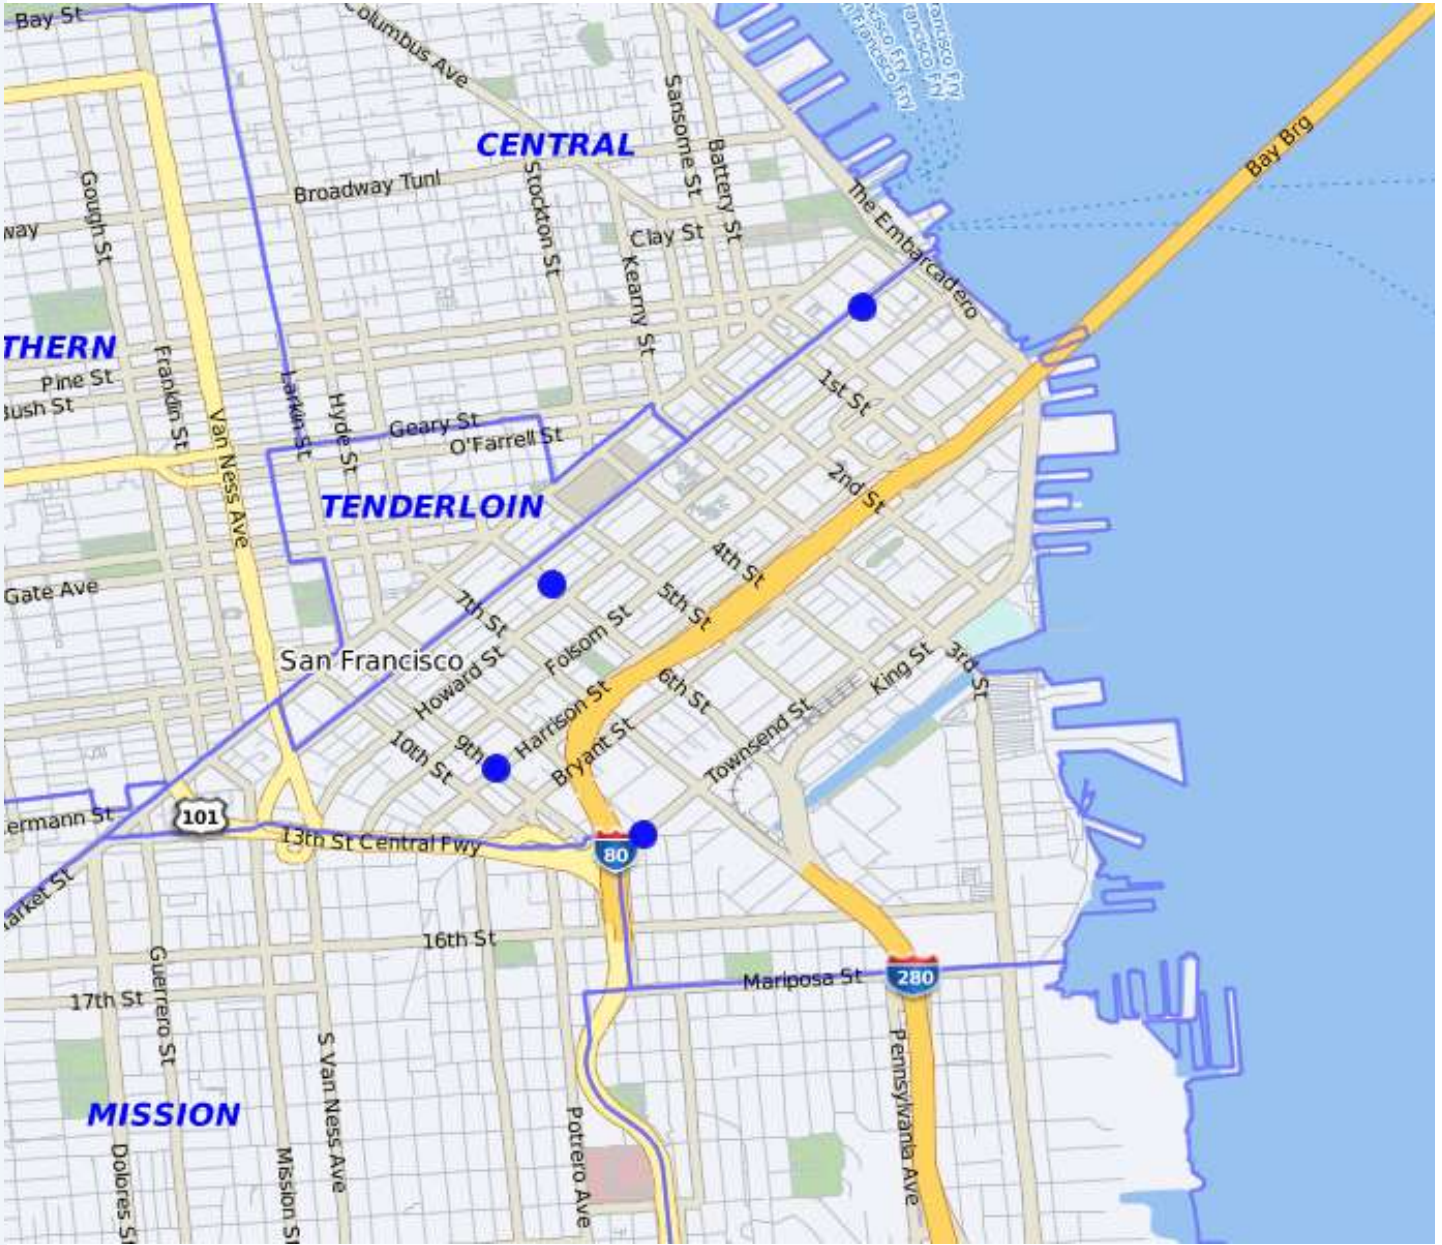 Bay St
Columbus Ave
Francisco Fry
Sansome St
CENTRAL
Battery St
Bay Brg
Stockton St
Broadway Tunl
Gough St
The Embarcadero
way
Clay St
Kearny St
THERN
Pine St
Franklin St
Larkin St
Hyde St
1st St
Bush St
Van Ness Ave
Geary St
O'Farrell St
TENDERLOIN
2nd St
4th St
Gate Ave
7th St
5th St
Folsom St
San Francisco
Howard St
6th St
King St
3rd St
Harrison St
10th St
9th
Bryant St
Townsend St
ermann St
101
13th St Central Fwy
80
arket St
16th St
Guerrero St
Mariposa St
280
17th St
S Van Ness Ave
Pennsylvania Ave
MISSION
Potrero Ave
Dolores St
Mission St